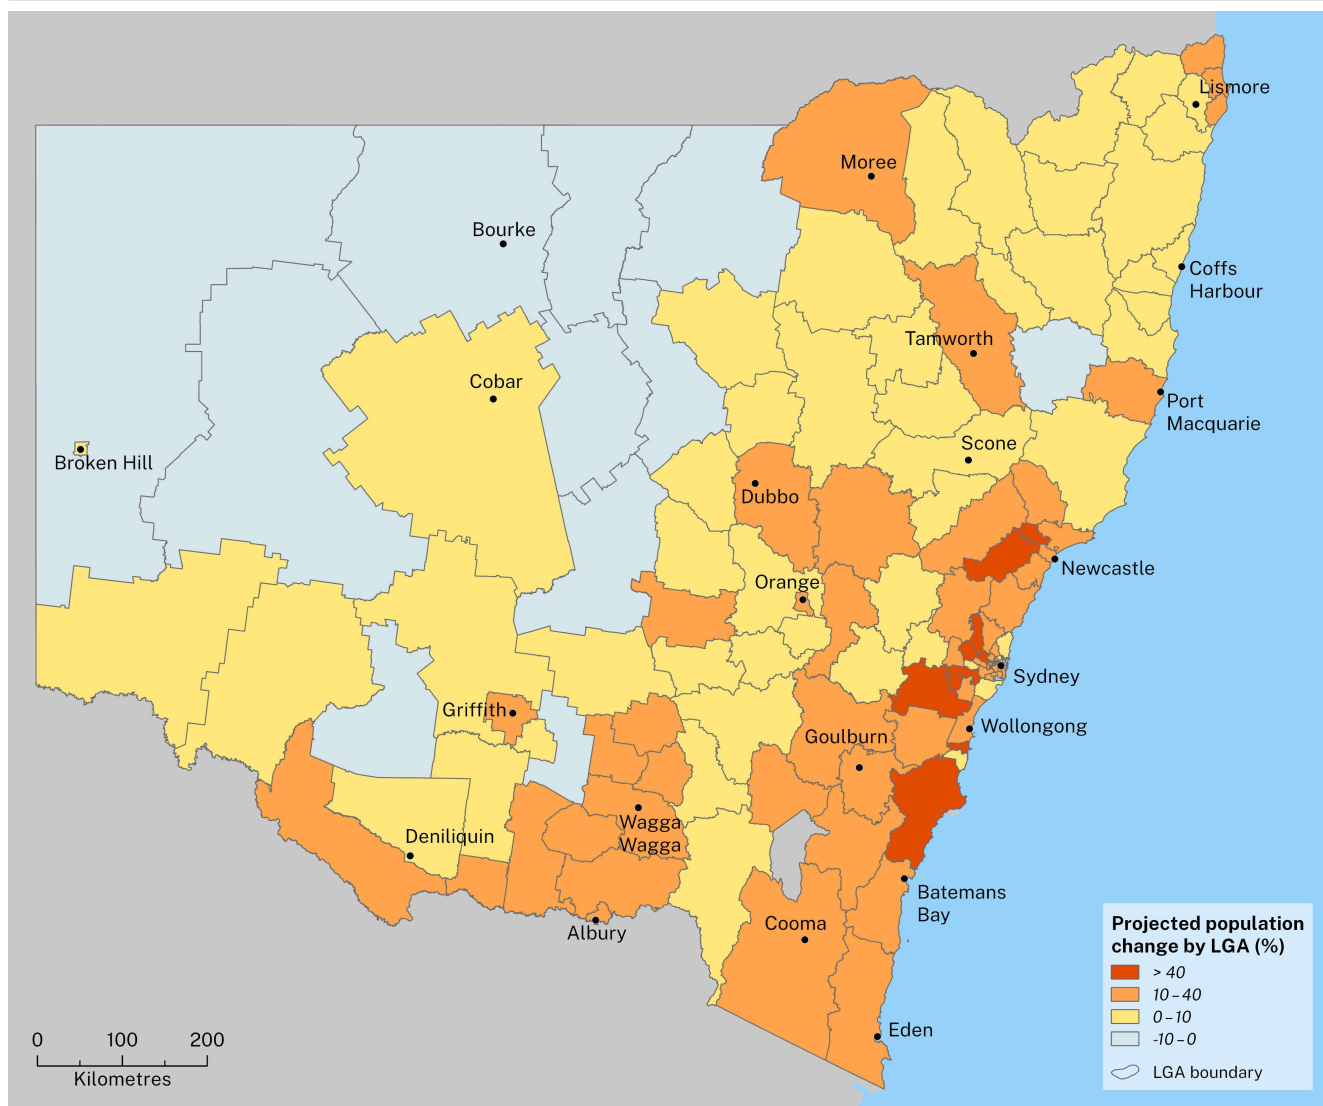 Lismore
Moree
Bourke
Coffs
Harbour
Tamworth
Cobar
Port
Macquarie
Scone
Broken Hill
Dubbo
Newcastle
Orange
Sydney
Griffith
Wollongong
Goulburn
Wagga
Wagga
Deniliquin
Batemans
Bay
Albury
Cooma
Eden
Projected population
change by LGA (%)
> 40
10 – 40
0 – 10
-10 – 0
LGA boundary
0 100 200
Kilometres